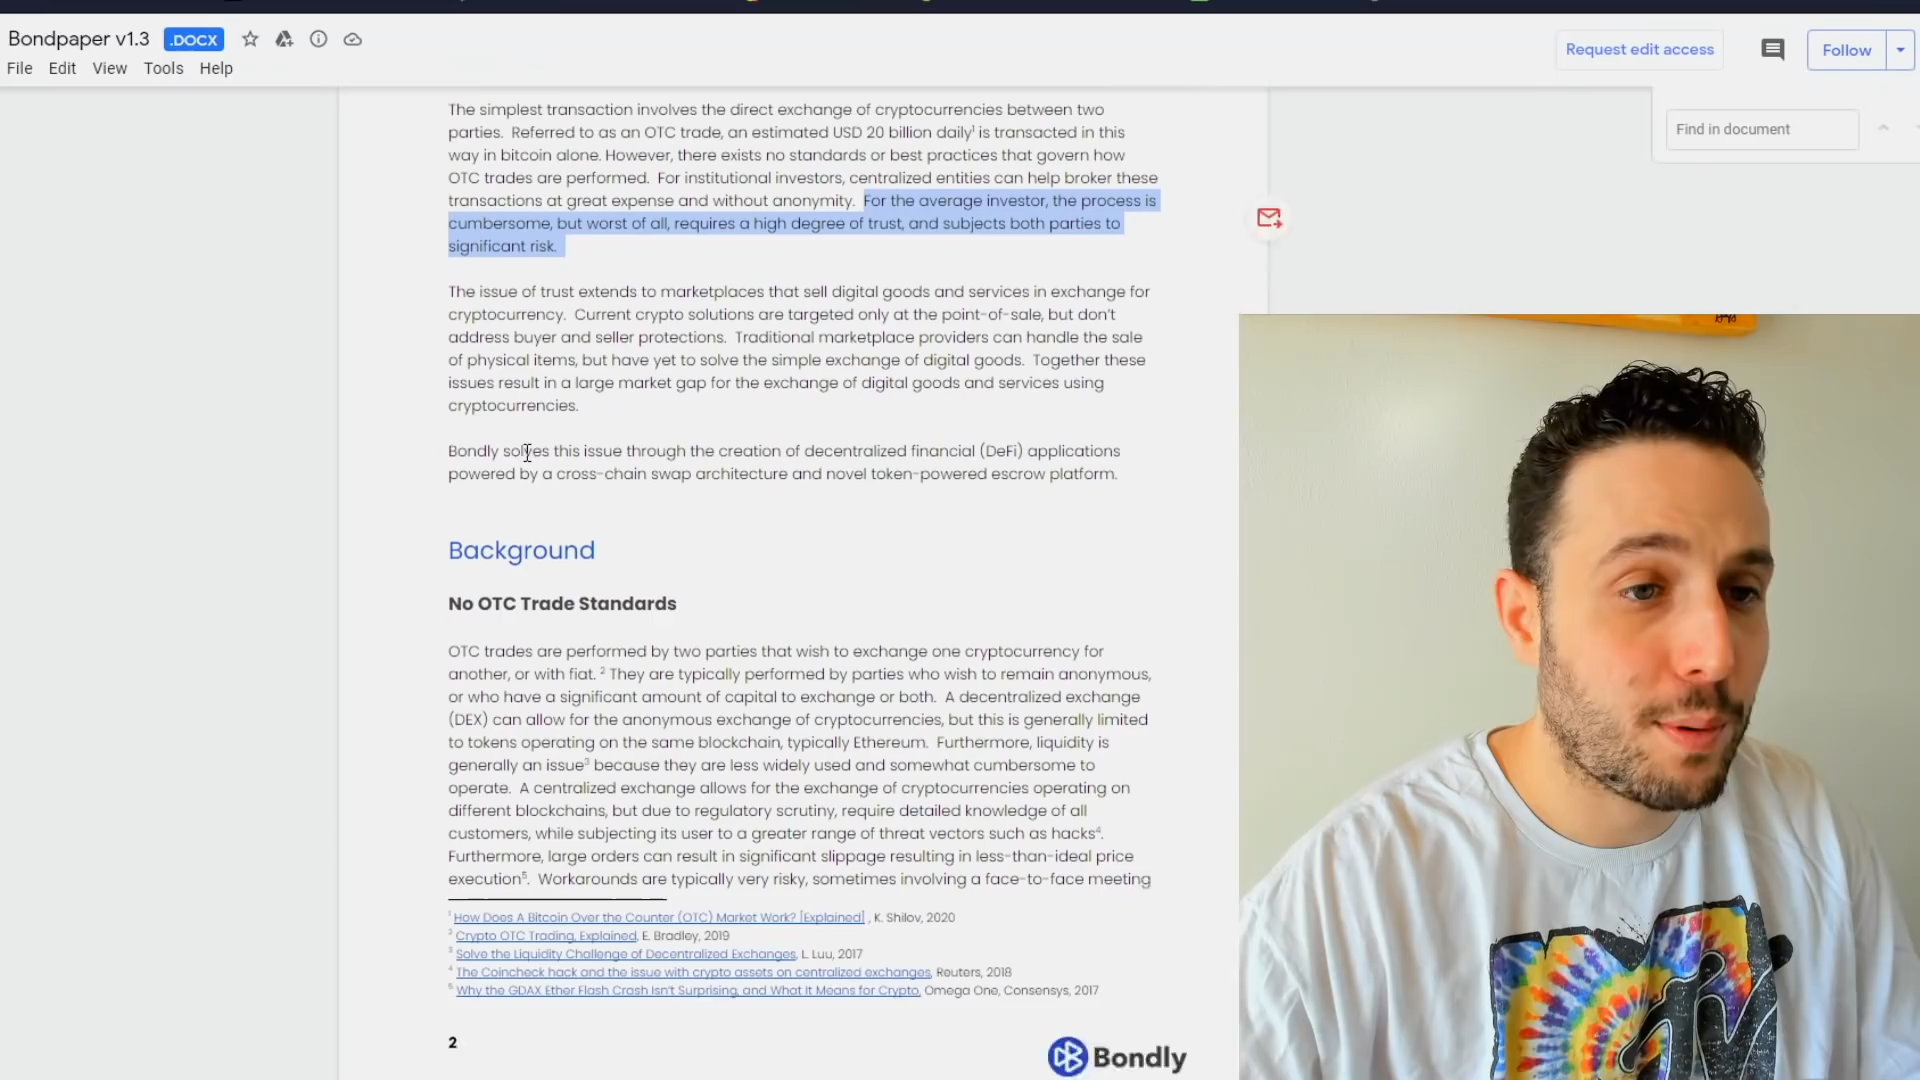 Bondpaper v1.3 .DOCX
Request edit access
Follow
File Edit View Tools Help
Find in document
The simplest transaction involves the direct exchange of cryptocurrencies between two
parties. Referred to as an OTC trade, an estimated USD 20 billion daily¹ is transacted in this
way in bitcoin alone. However, there exists no standards or best practices that govern how
OTC trades are performed. For institutional investors, centralized entities can help broker these
transactions at great expense and without anonymity. For the average investor, the process is
cumbersome, but worst of all, requires a high degree of trust, and subjects both parties to
significant risk.
The issue of trust extends to marketplaces that sell digital goods and services in exchange for
cryptocurrency. Current crypto solutions are targeted only at the point-of-sale, but don't
address buyer and seller protections. Traditional marketplace providers can handle the sale
of physical items, but have yet to solve the simple exchange of digital goods. Together these
issues result in a large market gap for the exchange of digital goods and services using
cryptocurrencies.
Bondly solves this issue through the creation of decentralized financial (DeFi) applications
powered by a cross-chain swap architecture and novel token-powered escrow platform.
Background
No OTC Trade Standards
OTC trades are performed by two parties that wish to exchange one cryptocurrency for
another, or with fiat. ² They are typically performed by parties who wish to remain anonymous,
or who have a significant amount of capital to exchange or both. A decentralized exchange
(DEX) can allow for the anonymous exchange of cryptocurrencies, but this is generally limited
to tokens operating on the same blockchain, typically Ethereum. Furthermore, liquidity is
generally an issue³ because they are less widely used and somewhat cumbersome to
operate. A centralized exchange allows for the exchange of cryptocurrencies operating on
different blockchains, but due to regulatory scrutiny, require detailed knowledge of all
customers, while subjecting its user to a greater range of threat vectors such as hacks⁴.
Furthermore, large orders can result in significant slippage resulting in less-than-ideal price
execution⁵. Workarounds are typically very risky, sometimes involving a face-to-face meeting
¹ How Does A Bitcoin Over the Counter (OTC) Market Work? [Explained] , K. Shilov, 2020
² Crypto OTC Trading, Explained, E. Bradley, 2019
³ Solve the Liquidity Challenge of Decentralized Exchanges, L. Luu, 2017
⁴ The Coincheck hack and the issue with crypto assets on centralized exchanges, Reuters, 2018
⁵ Why the GDAX Ether Flash Crash Isn't Surprising, and What It Means for Crypto, Omega One, Consensys, 2017
2
Bondly
TV